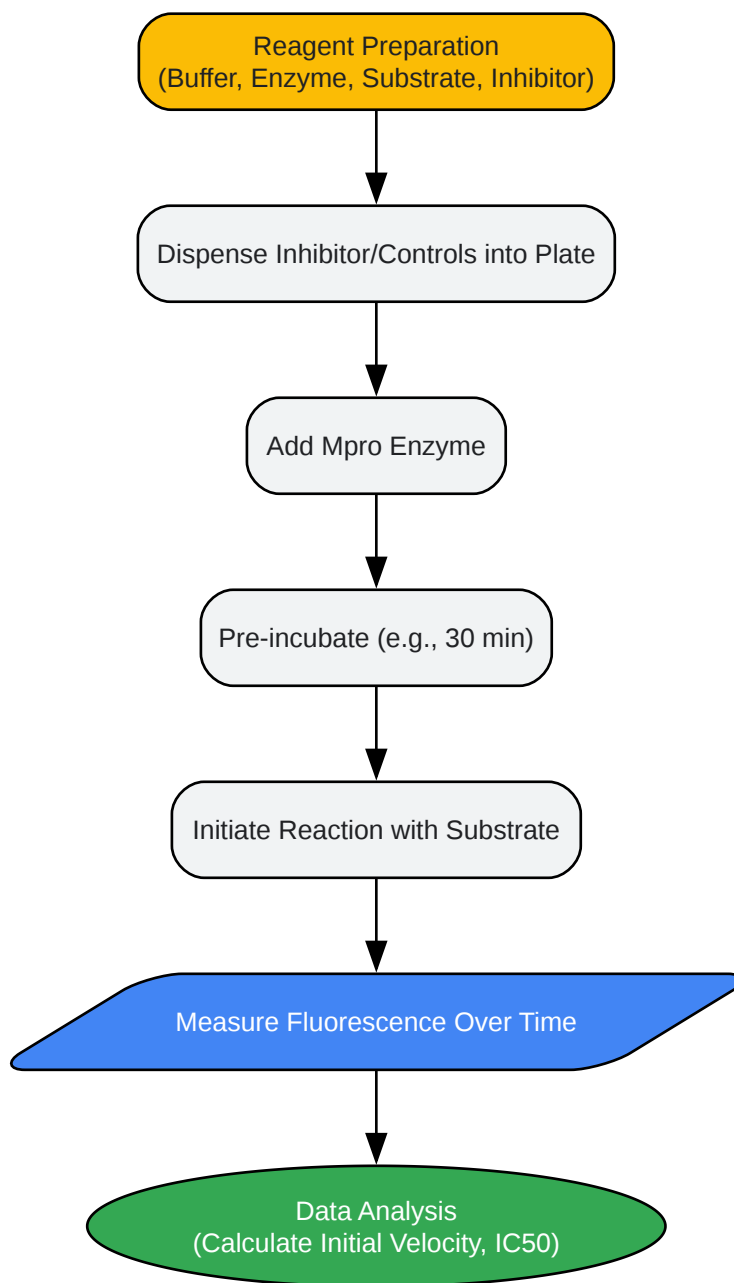 Reagent Preparation
(Buffer, Enzyme, Substrate, Inhibitor)
Dispense Inhibitor/Controls into Plate
Add Mpro Enzyme
Pre-incubate (e.g., 30 min)
Initiate Reaction with Substrate
Measure Fluorescence Over Time
Data Analysis
(Calculate Initial Velocity, IC50)